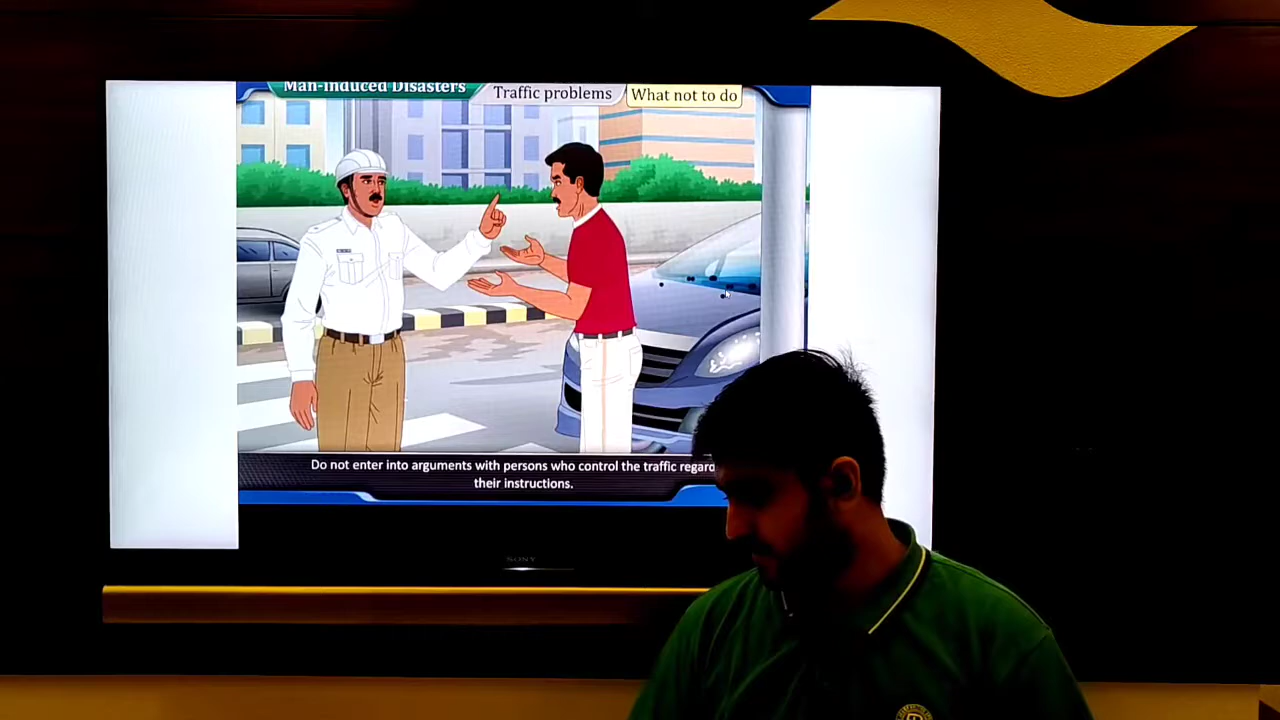 Man-induced Disasters
Traffic problems
What not to do
Do not enter into arguments with persons who control the traffic
their instructions.
SONY